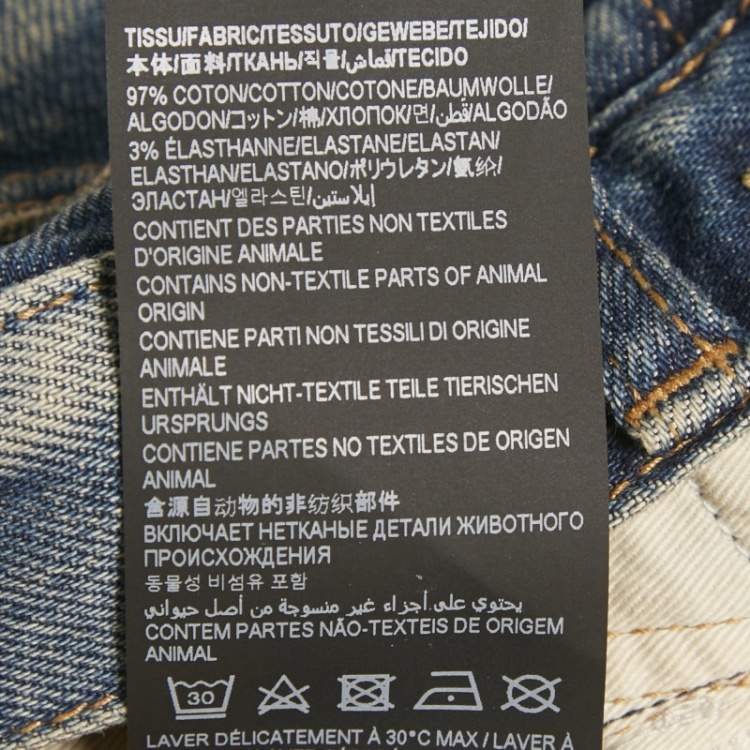 TISSU/FABRIC/TESSUTO/GEWEBE/TEJIDO/
本体/面料/ТКАНЬ/직물/قماش/TECIDO
97% COTON/COTTON/COTONE/BAUMWOLLE/
ALGODON/コットン/棉/ХЛОПОК/면/قطن/ALGODÃO
3% ÉLASTHANNE/ELASTANE/ELASTAN/
ELASTHAN/ELASTANO/ポリウレタン/氨纶/
ЭЛАСТАН/엘라스틴/إيلاستين
CONTIENT DES PARTIES NON TEXTILES
D'ORIGINE ANIMALE
CONTAINS NON-TEXTILE PARTS OF ANIMAL
ORIGIN
CONTIENE PARTI NON TESSILI DI ORIGINE
ANIMALE
ENTHÄLT NICHT-TEXTILE TEILE TIERISCHEN
URSPRUNGS
CONTIENE PARTES NO TEXTILES DE ORIGEN
ANIMAL
含源自动物的非纺织部件
ВКЛЮЧАЕТ НЕТКАНЫЕ ДЕТАЛИ ЖИВОТНОГО
ПРОИСХОЖДЕНИЯ
동물성 비섬유 포함
يحتوي على أجزاء غير منسوجة من أصل حيواني
CONTEM PARTES NÃO-TEXTEIS DE ORIGEM
ANIMAL
30
LAVER DÉLICATEMENT À 30°C MAX / LAVER À